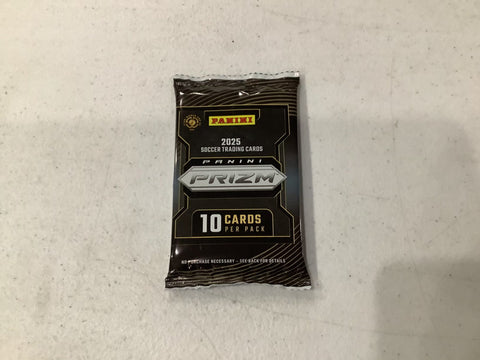 PANINI
2025
SOCCER TRADING CARDS
PANINI
PRIZM
10 CARDS
PER PACK
NO PURCHASE NECESSARY - SEE BACK FOR DETAILS